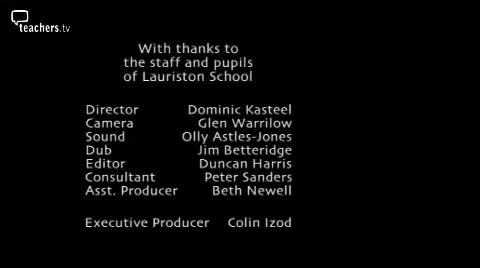 teachers.tv
With thanks to
the staff and pupils
of Lauriston School
Director Dominic Kasteel
Camera Glen Warrilow
Sound Olly Astles-Jones
Dub Jim Betteridge
Editor Duncan Harris
Consultant Peter Sanders
Asst. Producer Beth Newell
Executive Producer Colin Izod